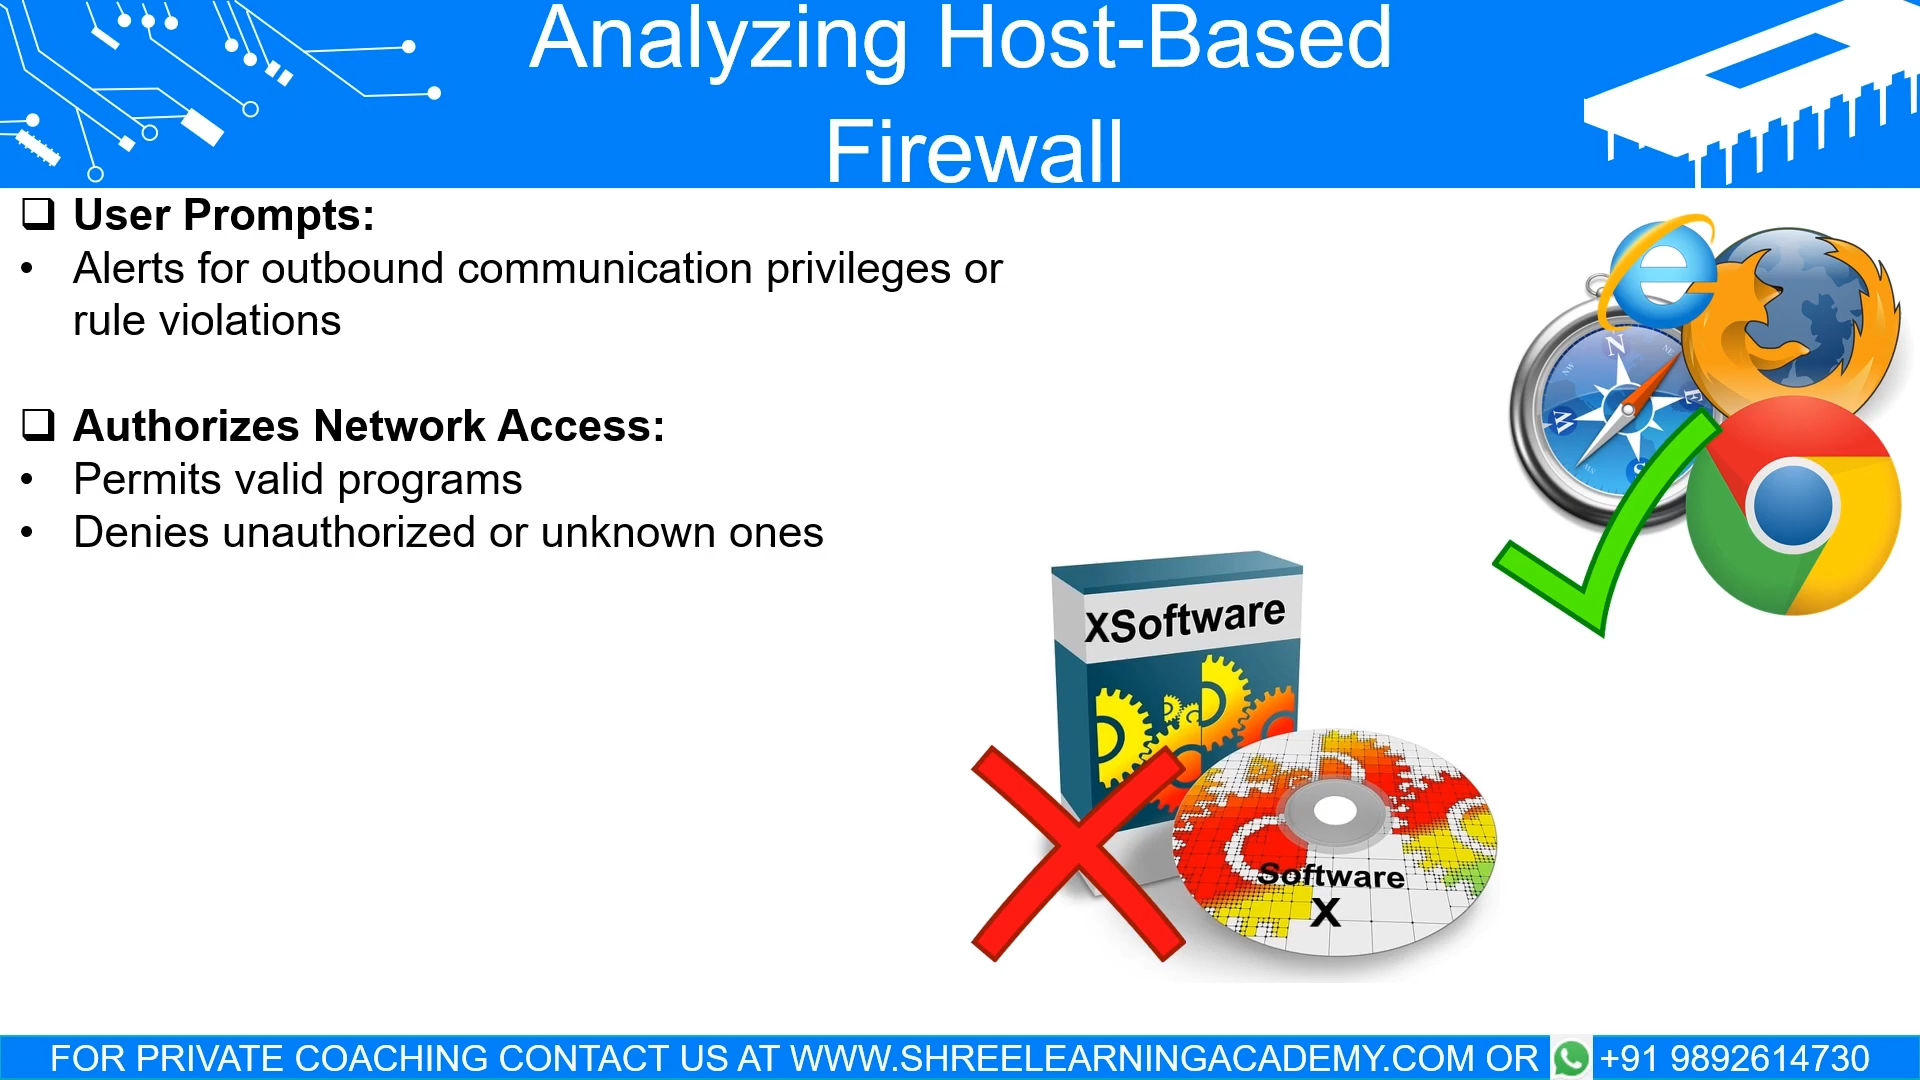 Analyzing Host-Based
Firewall
❑ User Prompts:
• Alerts for outbound communication privileges or
rule violations
❑ Authorizes Network Access:
• Permits valid programs
• Denies unauthorized or unknown ones
N
NE
E
S
W
XSoftware
Software
X
FOR PRIVATE COACHING CONTACT US AT WWW.SHREELEARNINGACADEMY.COM OR +91 9892614730